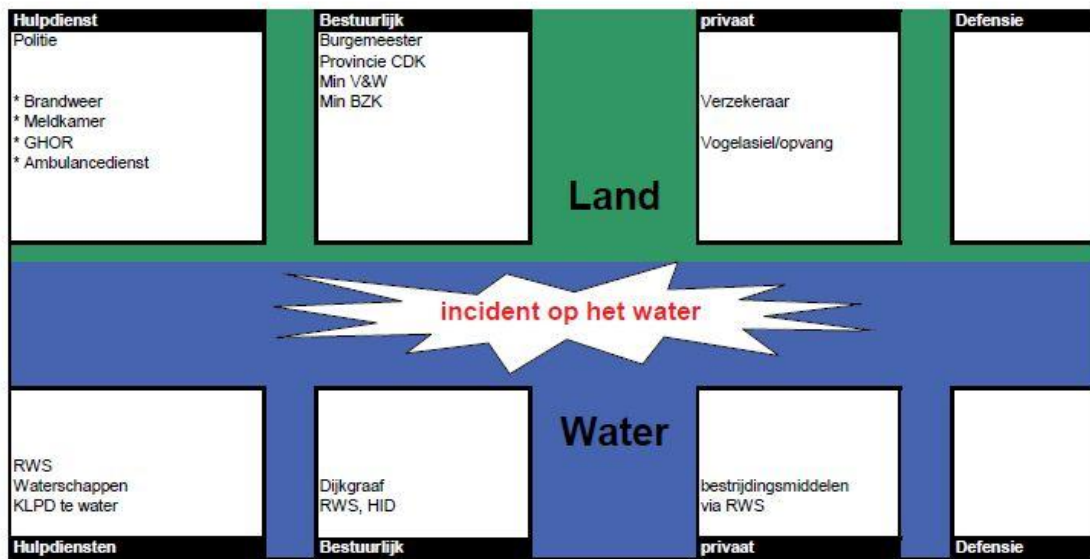 Hulpdienst
Politie
* Brandweer
* Meldkamer
* GHOR
* Ambulancedienst
Bestuurlijk
Burgemeester
Provincie CDK
Min V&W
Min BZK
privaat
Verzekeraar
Vogelasiel/opvang
Defensie
Land
incident op het water
Water
RWS
Waterschappen
KLPD te water
Hulpdiensten
Dijkgraaf
RWS, HID
Bestuurlijk
bestrijdingsmiddelen
via RWS
privaat
Defensie